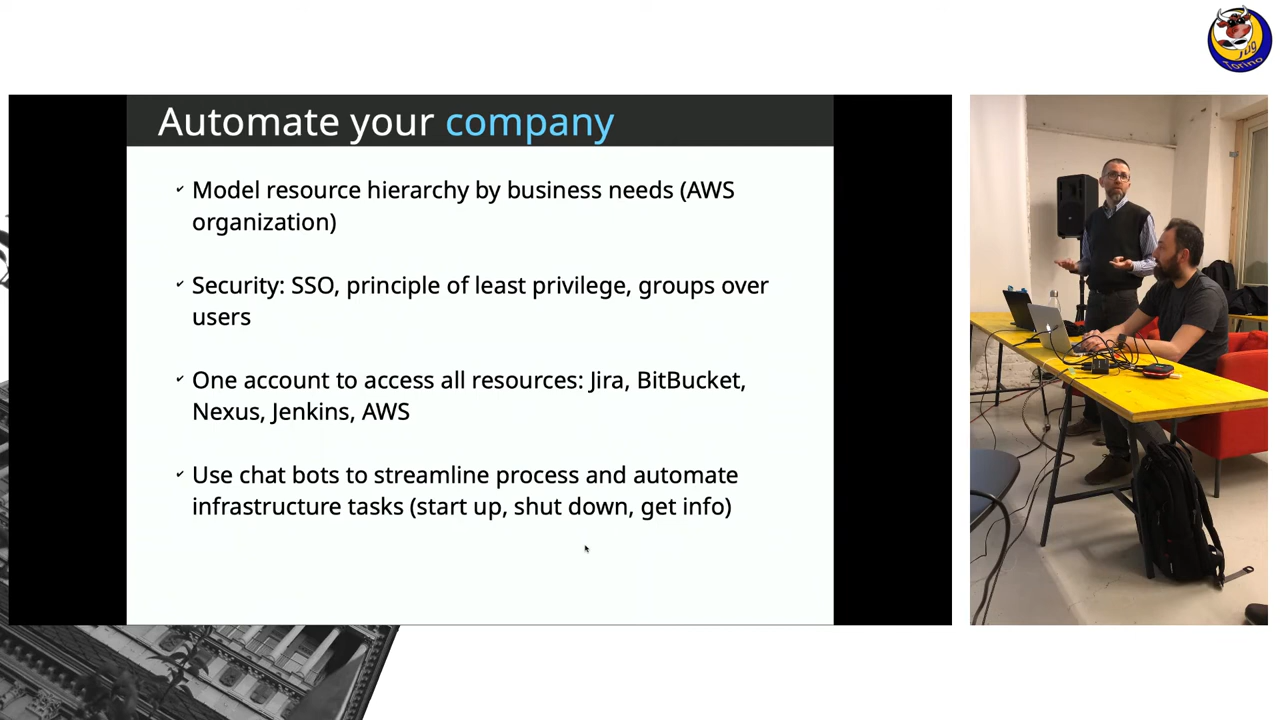 Jug
Torino
Automate your company
✓ Model resource hierarchy by business needs (AWS
organization)
✓ Security: SSO, principle of least privilege, groups over
users
✓ One account to access all resources: Jira, BitBucket,
Nexus, Jenkins, AWS
✓ Use chat bots to streamline process and automate
infrastructure tasks (start up, shut down, get info)